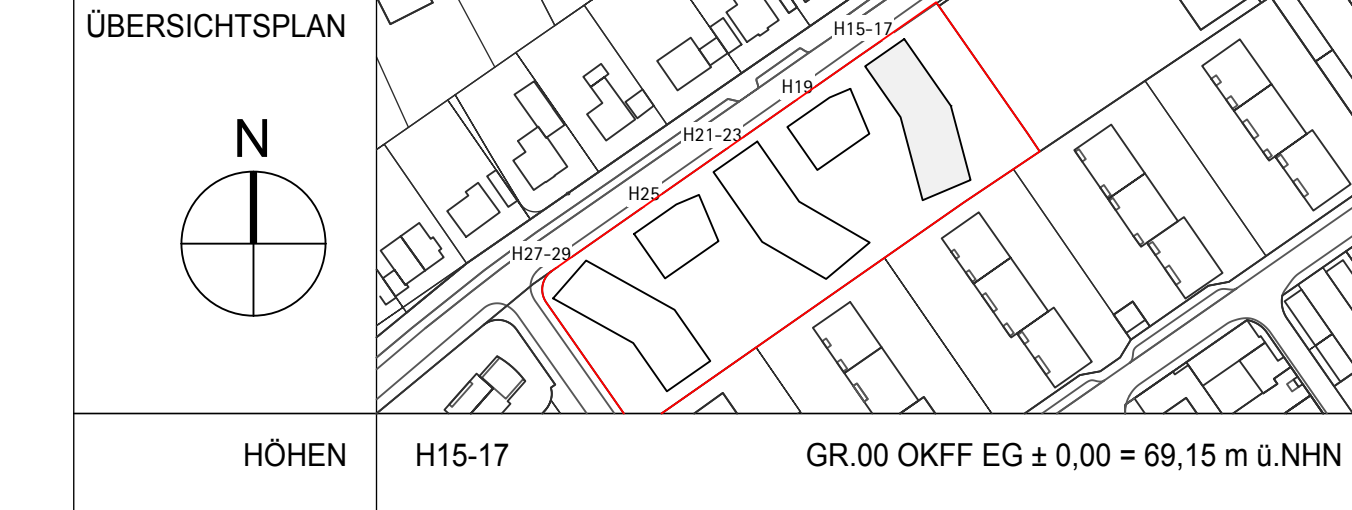 ÜBERSICHTSPLAN
N
H15-17
H19
H21-23
H25
H27-29
HÖHEN H15-17 GR.00 OKFF EG ± 0,00 = 69,15 m ü.NHN